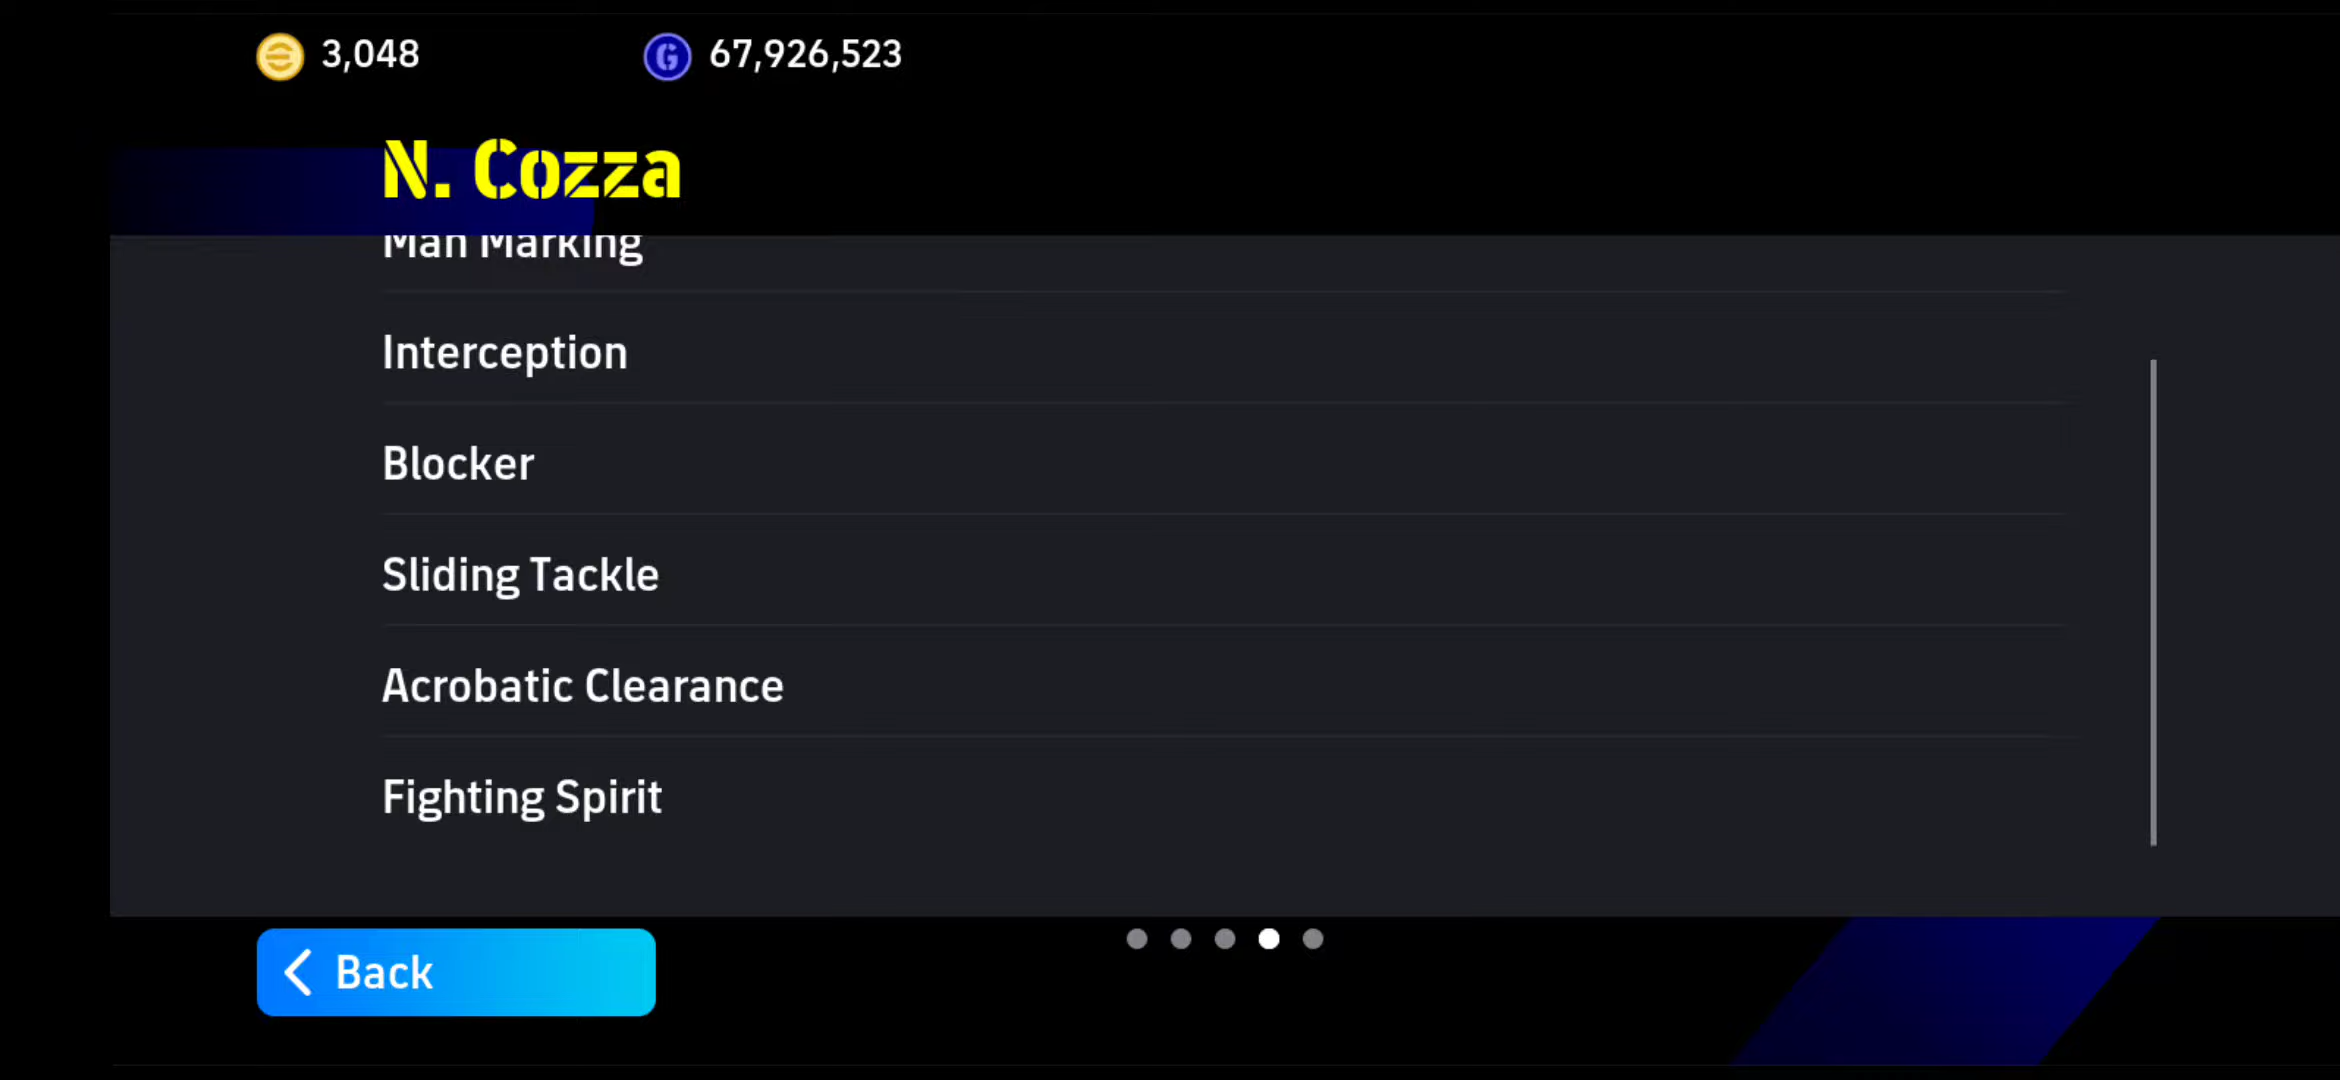 3,048
67,926,523
N. Cozza
Man Marking
Interception
Blocker
Sliding Tackle
Acrobatic Clearance
Fighting Spirit
Back